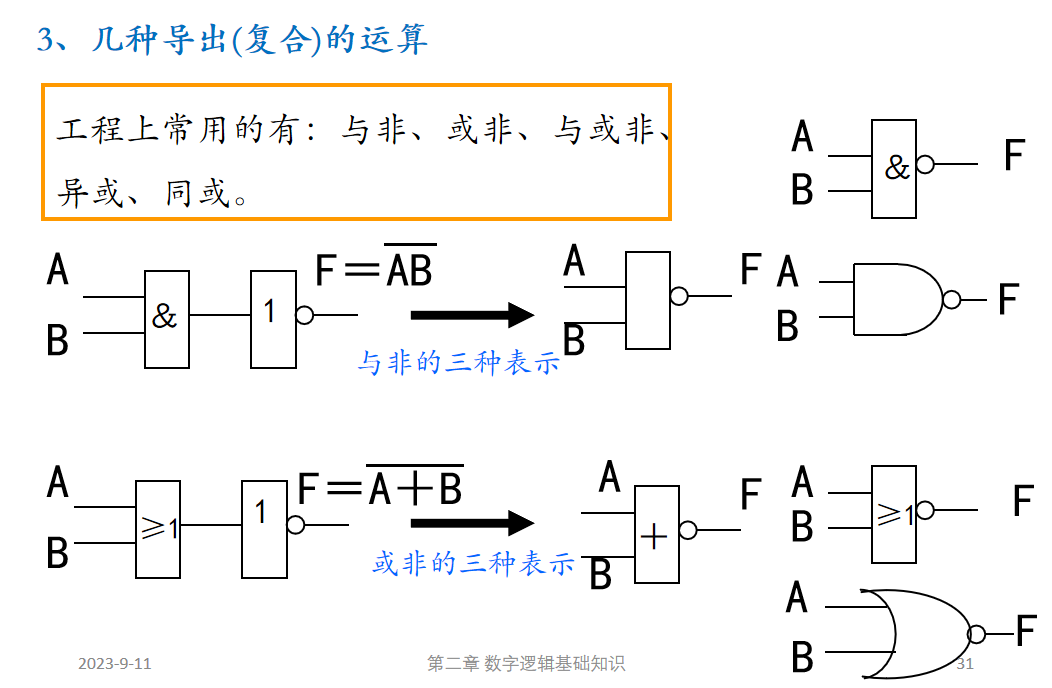 3、几种导出(复合)的运算
工程上常用的有：与非、或非、与或非、
异或、同或。
A
B
&
F
A
B
&
1
F＝A̅B̅
与非的三种表示
A
B
F
A
B
F
A
B
≥1
1
F＝A̅＋̅B̅
或非的三种表示
A
B
＋
F
A
B
≥1
F
A
B
F
2023-9-11
第二章 数字逻辑基础知识
31